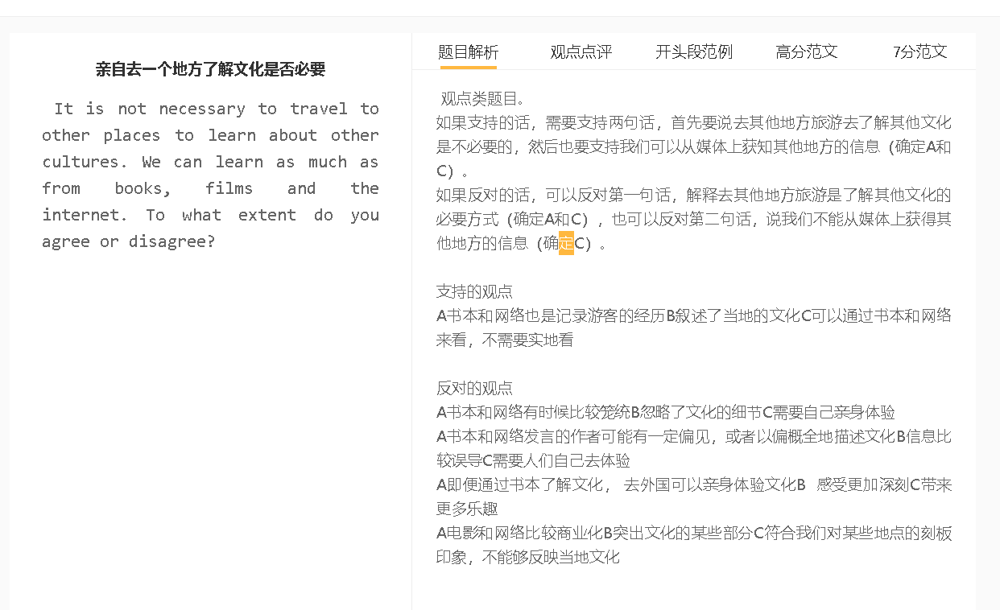 亲自去一个地方了解文化是否必要
It is not necessary to travel to
other places to learn about other
cultures. We can learn as much as
from books, films and the
internet. To what extent do you
agree or disagree?
题目解析 观点点评 开头段范例 高分范文 7分范文
观点类题目。
如果支持的话，需要支持两句话，首先要说去其他地方旅游去了解其他文化
是不必要的，然后也要支持我们可以从媒体上获知其他地方的信息（确定A和
C）。
如果反对的话，可以反对第一句话，解释去其他地方旅游是了解其他文化的
必要方式（确定A和C），也可以反对第二句话，说我们不能从媒体上获得其
他地方的信息（确定C）。
支持的观点
A书本和网络也是记录游客的经历B叙述了当地的文化C可以通过书本和网络
来看，不需要实地看
反对的观点
A书本和网络有时候比较笼统B忽略了文化的细节C需要自己亲身体验
A书本和网络发言的作者可能有一定偏见，或者以偏概全地描述文化B信息比
较误导C需要人们自己去体验
A即便通过书本了解文化， 去外国可以亲身体验文化B 感受更加深刻C带来
更多乐趣
A电影和网络比较商业化B突出文化的某些部分C符合我们对某些地点的刻板
印象，不能够反映当地文化